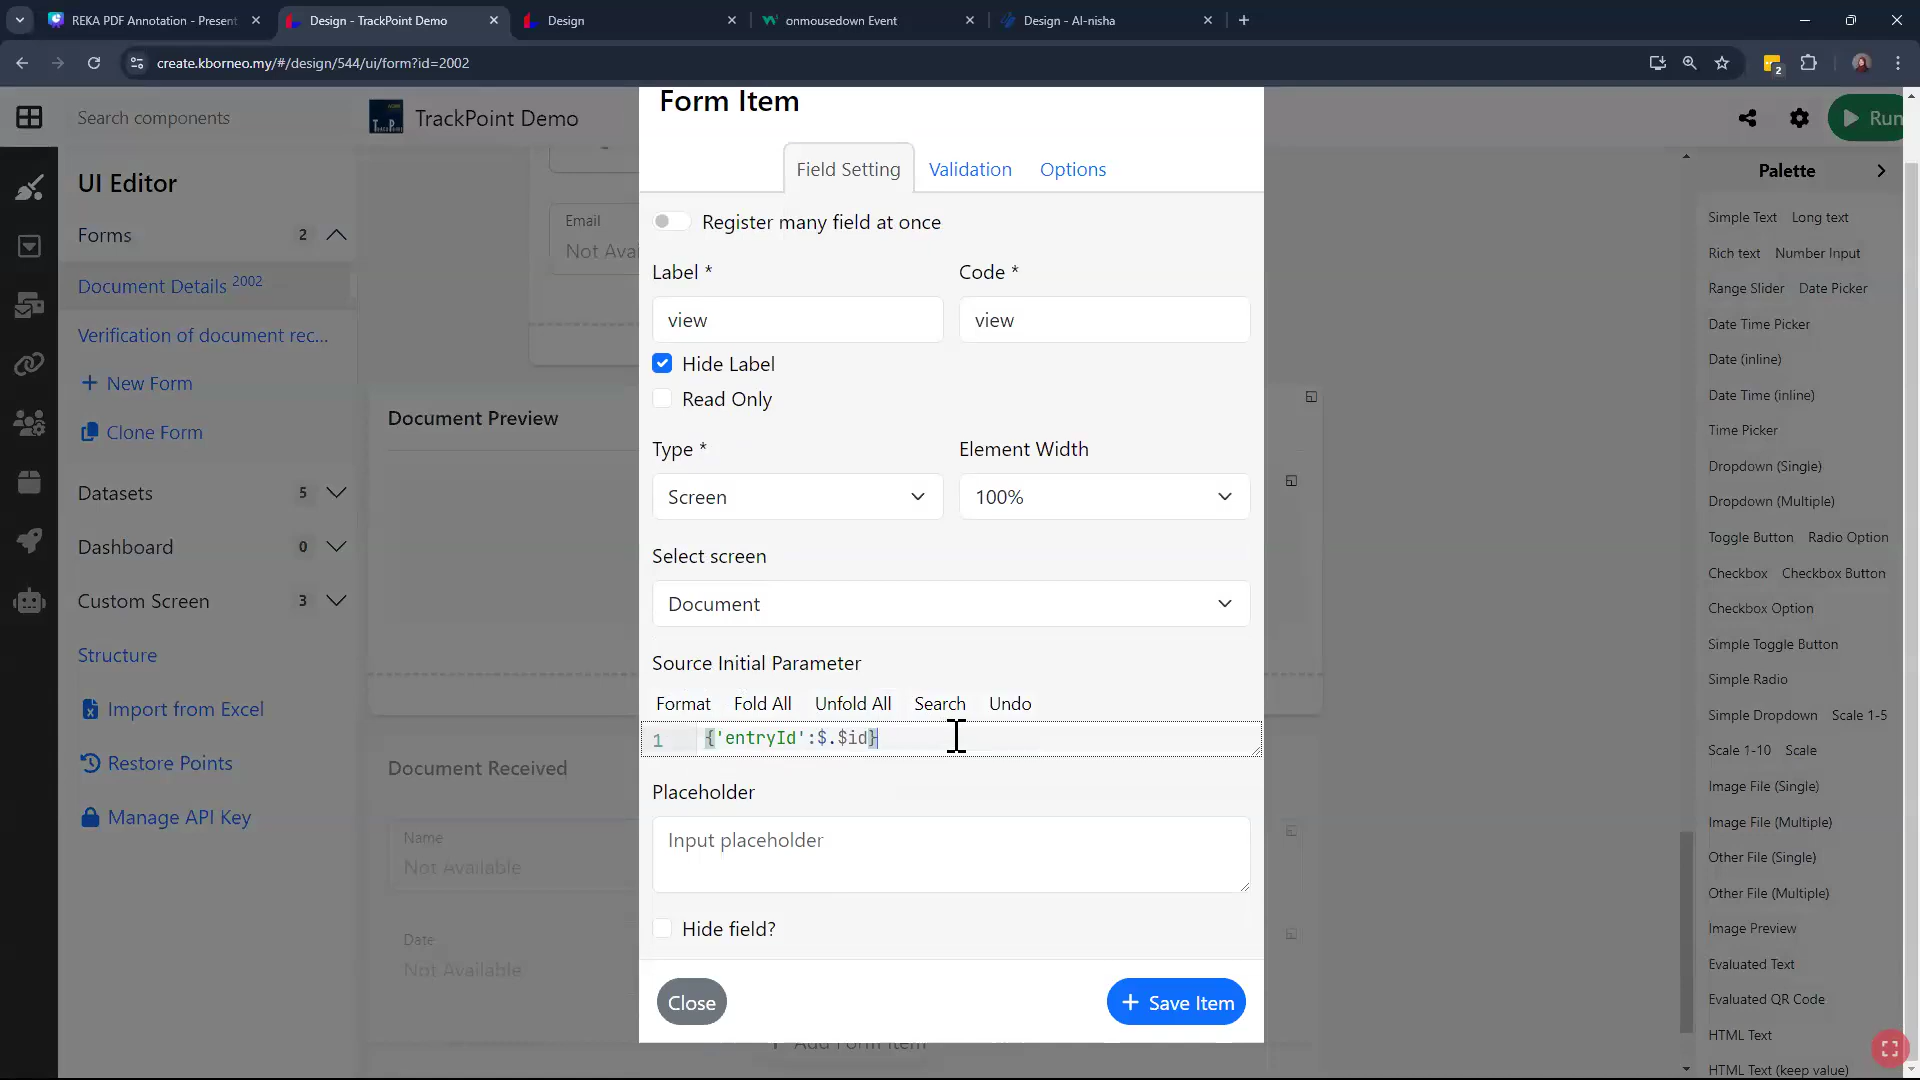 REKA PDF Annotation - Present
Design - TrackPoint Demo
Design
onmousedown Event
Design - Al-nisha
create.kborneo.my/#/design/544/ui/form?id=2002
2
Search components
TrackPoint Demo
Run
UI Editor
Forms 2
Document Details 2002
Verification of document rec...
+ New Form
Clone Form
Datasets 5
Dashboard 0
Custom Screen 3
Structure
Import from Excel
Restore Points
Manage API Key
Email
Not Avai
Document Preview
Document Received
Name
Not Available
Date
Not Available
Add Form Item
Form Item
Field Setting Validation Options
Register many field at once
Label * Code *
view view
Hide Label
Read Only
Type * Element Width
Screen 100%
Select screen
Document
Source Initial Parameter
Format Fold All Unfold All Search Undo
1 {'entryId':$.$id}
Placeholder
Input placeholder
Hide field?
Close + Save Item
Palette
Simple Text Long text
Rich text Number Input
Range Slider Date Picker
Date Time Picker
Date (inline)
Date Time (inline)
Time Picker
Dropdown (Single)
Dropdown (Multiple)
Toggle Button Radio Option
Checkbox Checkbox Button
Checkbox Option
Simple Toggle Button
Simple Radio
Simple Dropdown Scale 1-5
Scale 1-10 Scale
Image File (Single)
Image File (Multiple)
Other File (Single)
Other File (Multiple)
Image Preview
Evaluated Text
Evaluated QR Code
HTML Text
HTML Text (keep value)